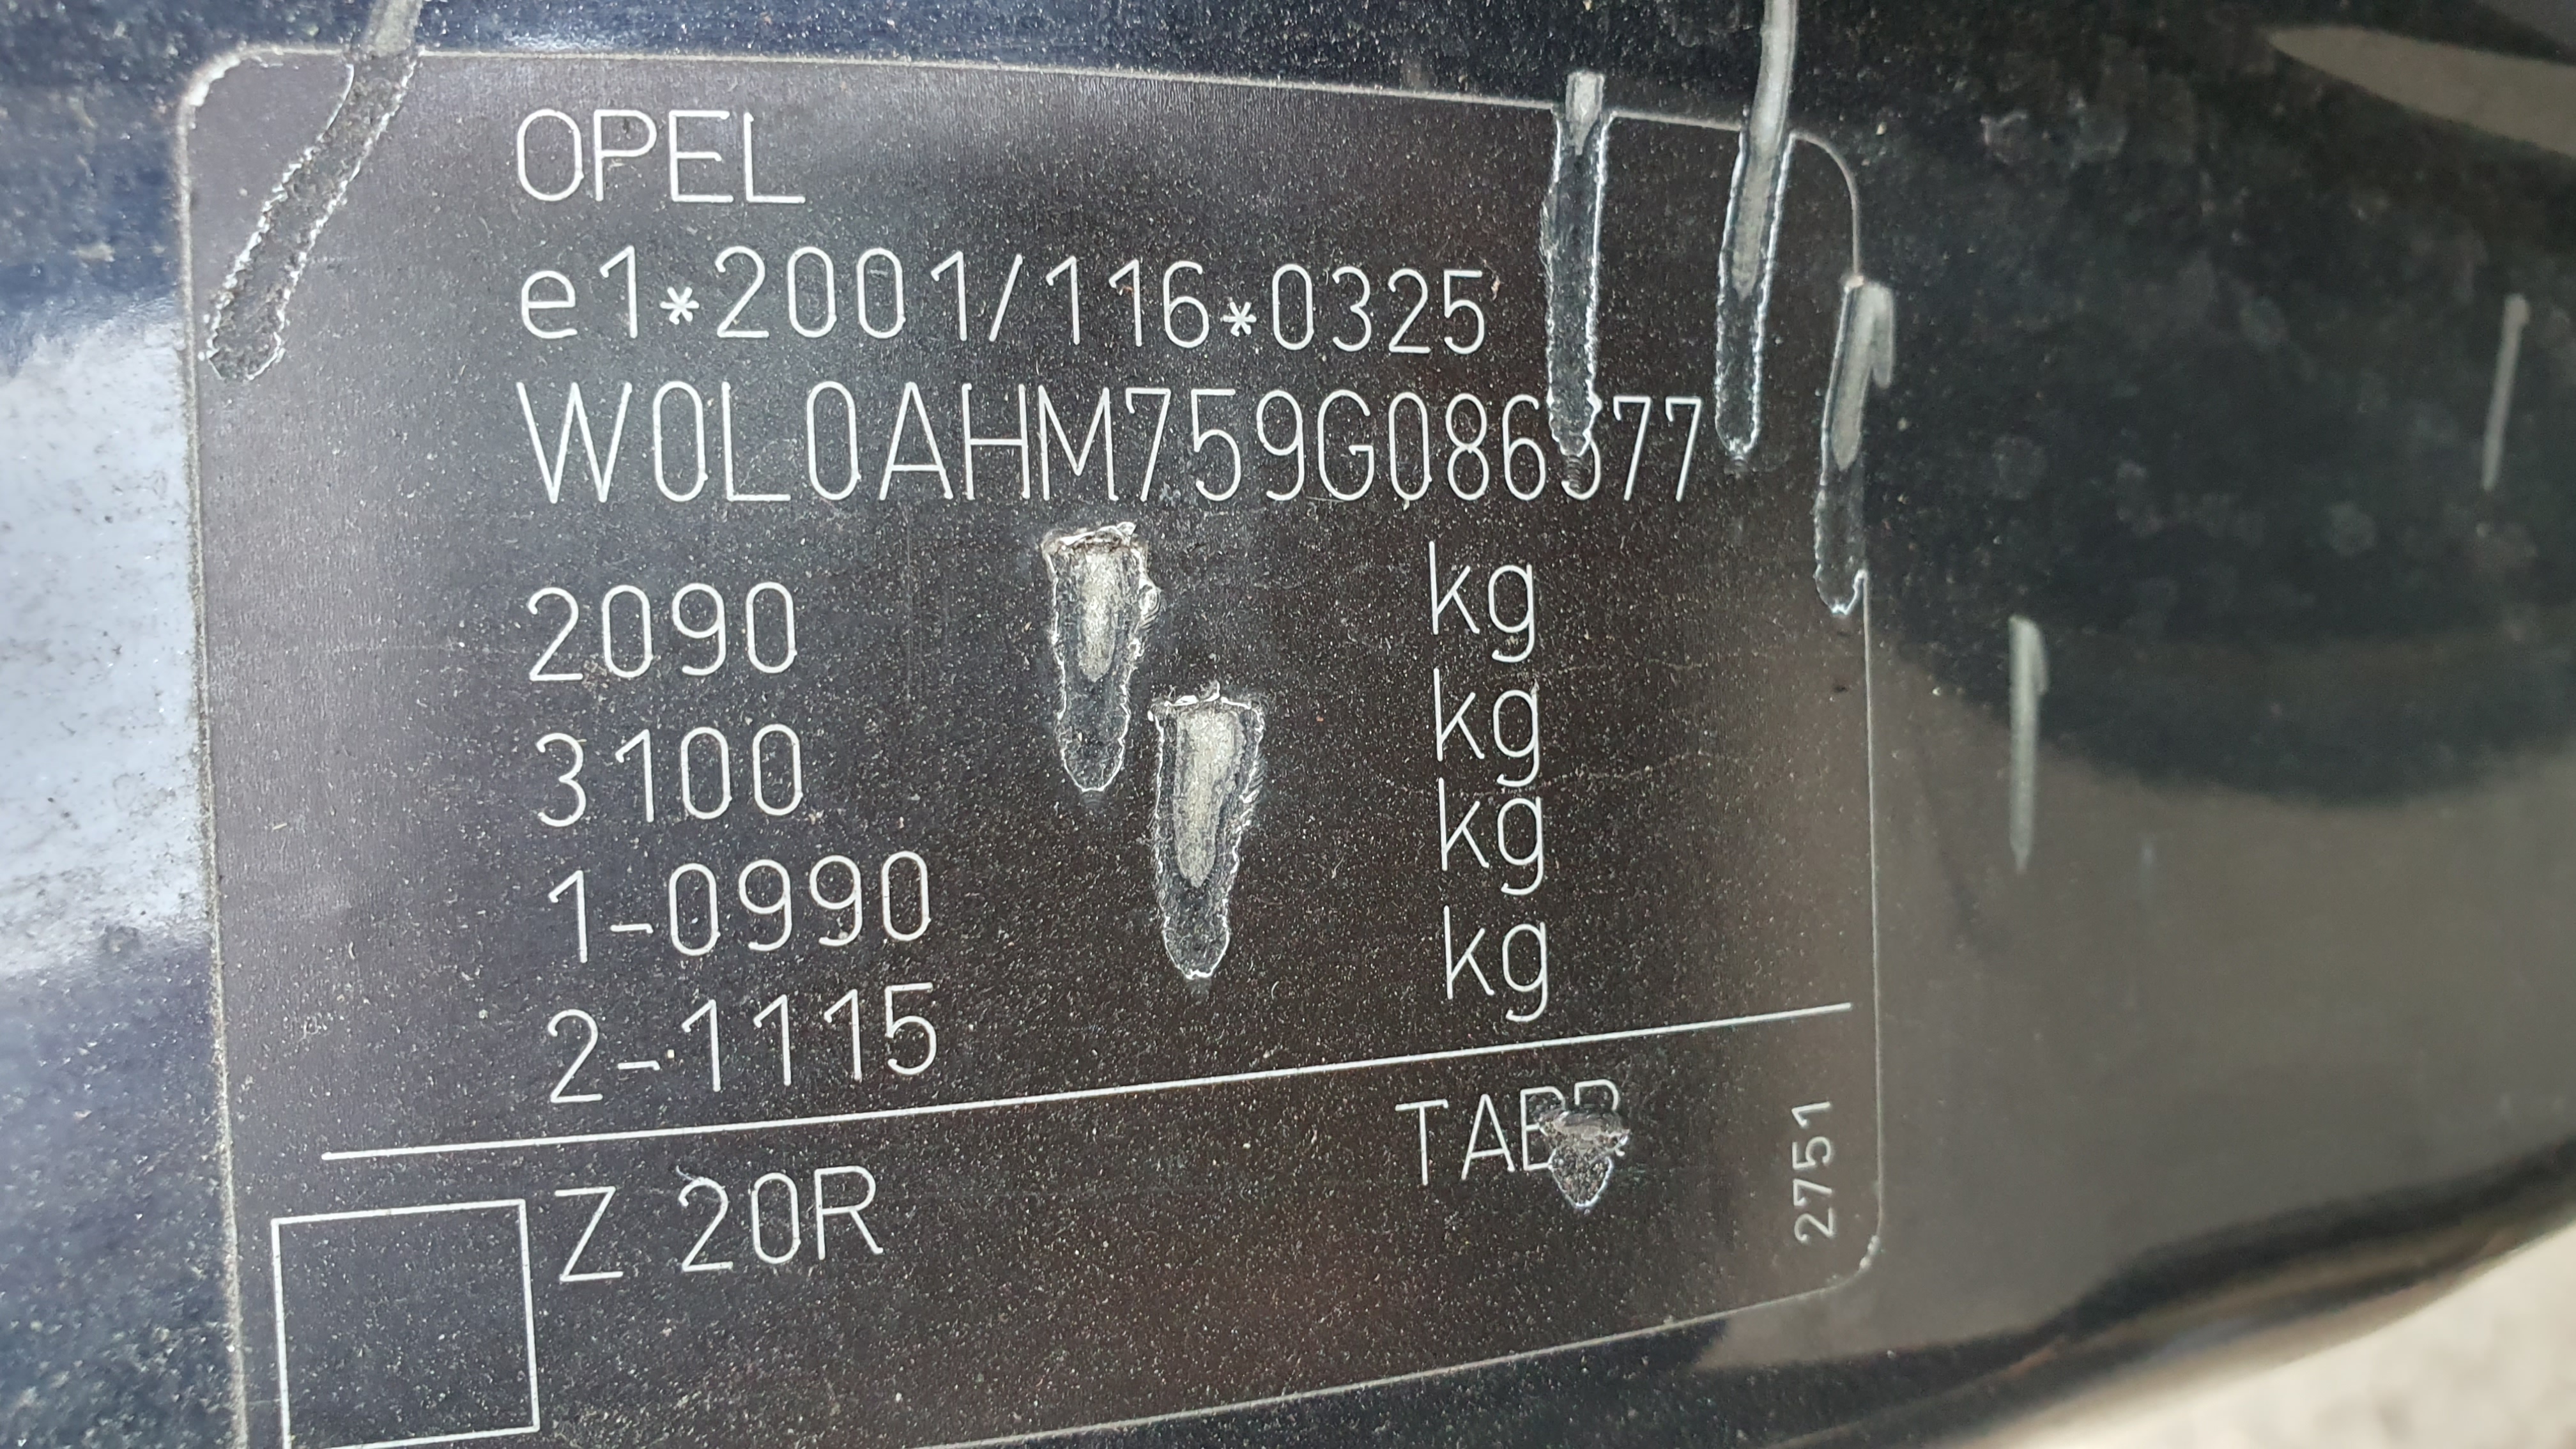 OPEL
e1*2001/116*0325
2090 kg
3100 kg
1-0990 kg
2-1115 kg
Z 20R
2751